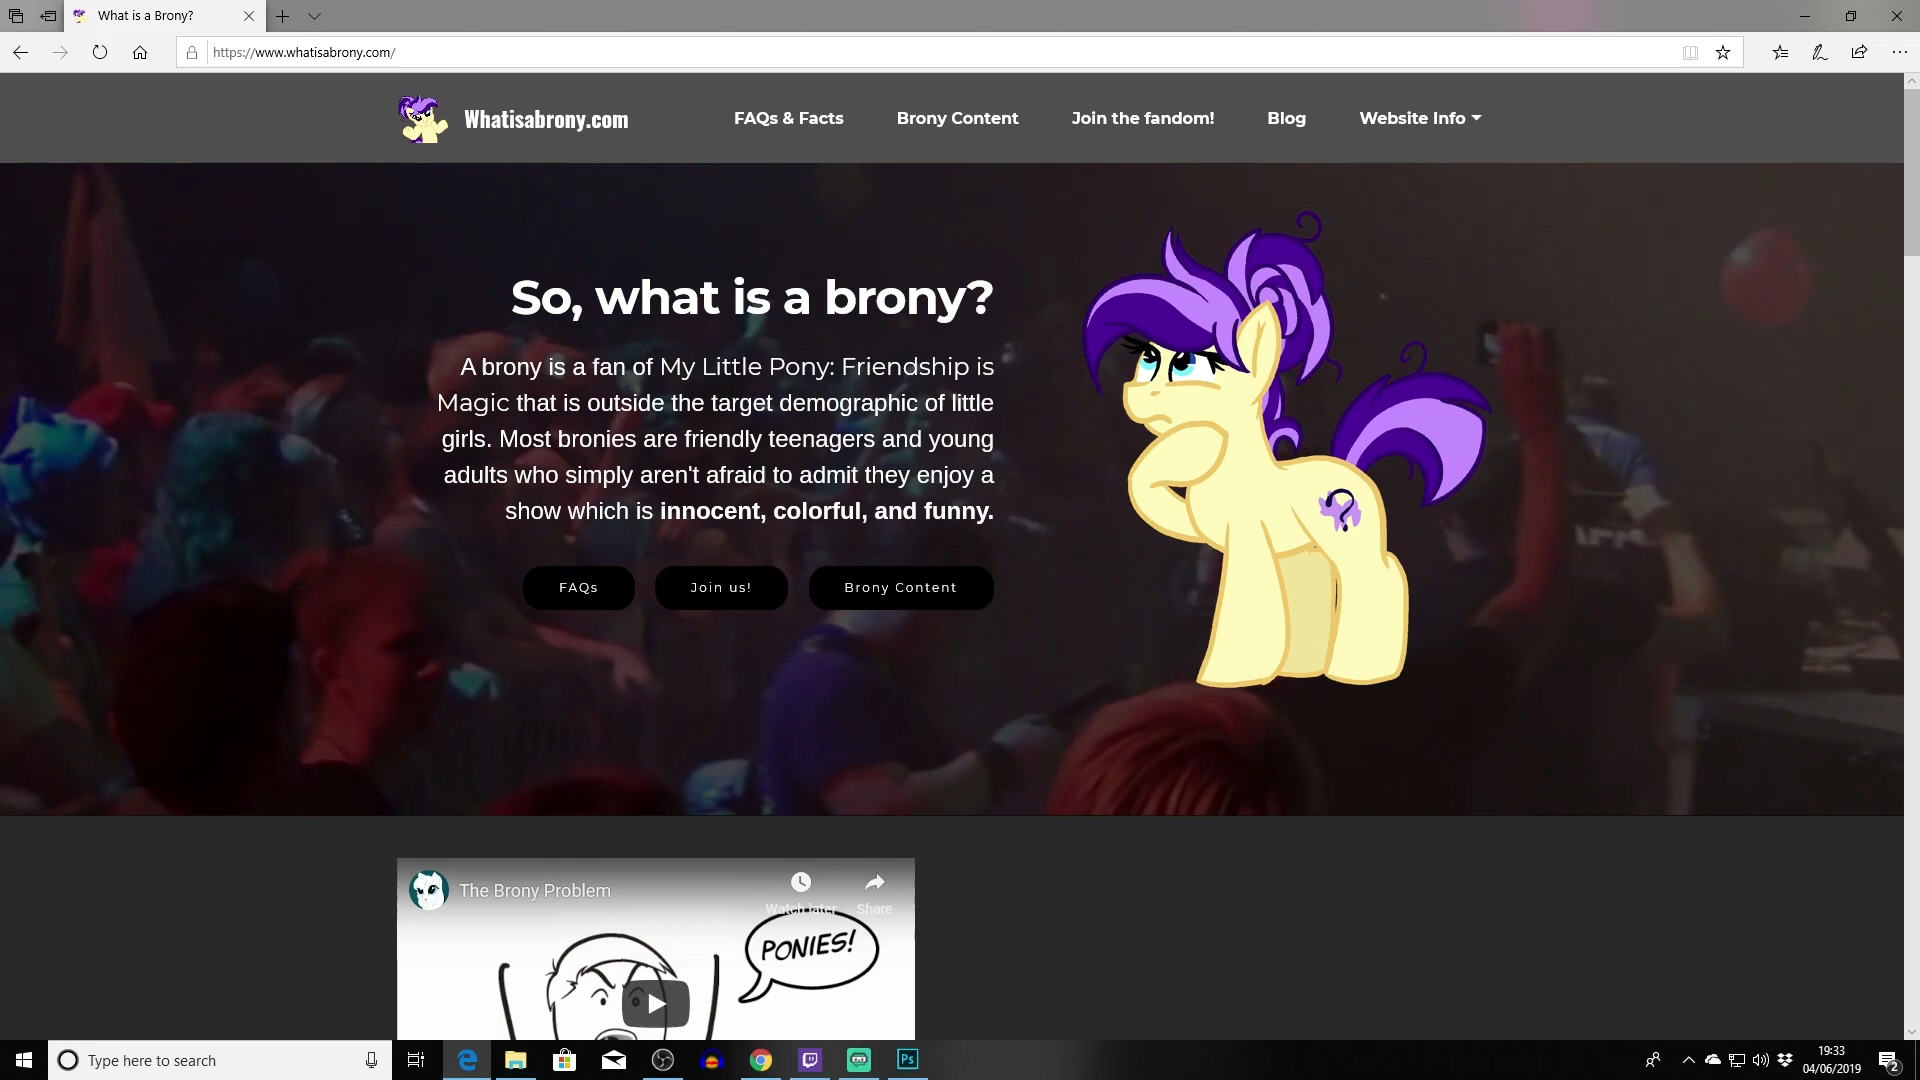 What is a Brony?
https://www.whatisabrony.com/
Whatisabrony.com
FAQs & Facts
Brony Content
Join the fandom!
Blog
Website Info
So, what is a brony?
A brony is a fan of My Little Pony: Friendship is
Magic that is outside the target demographic of little
girls. Most bronies are friendly teenagers and young
adults who simply aren't afraid to admit they enjoy a
show which is innocent, colorful, and funny.
FAQs
Join us!
Brony Content
?
The Brony Problem
Watch later
Share
PONIES!
Type here to search
Ps
19:33
04/06/2019
2